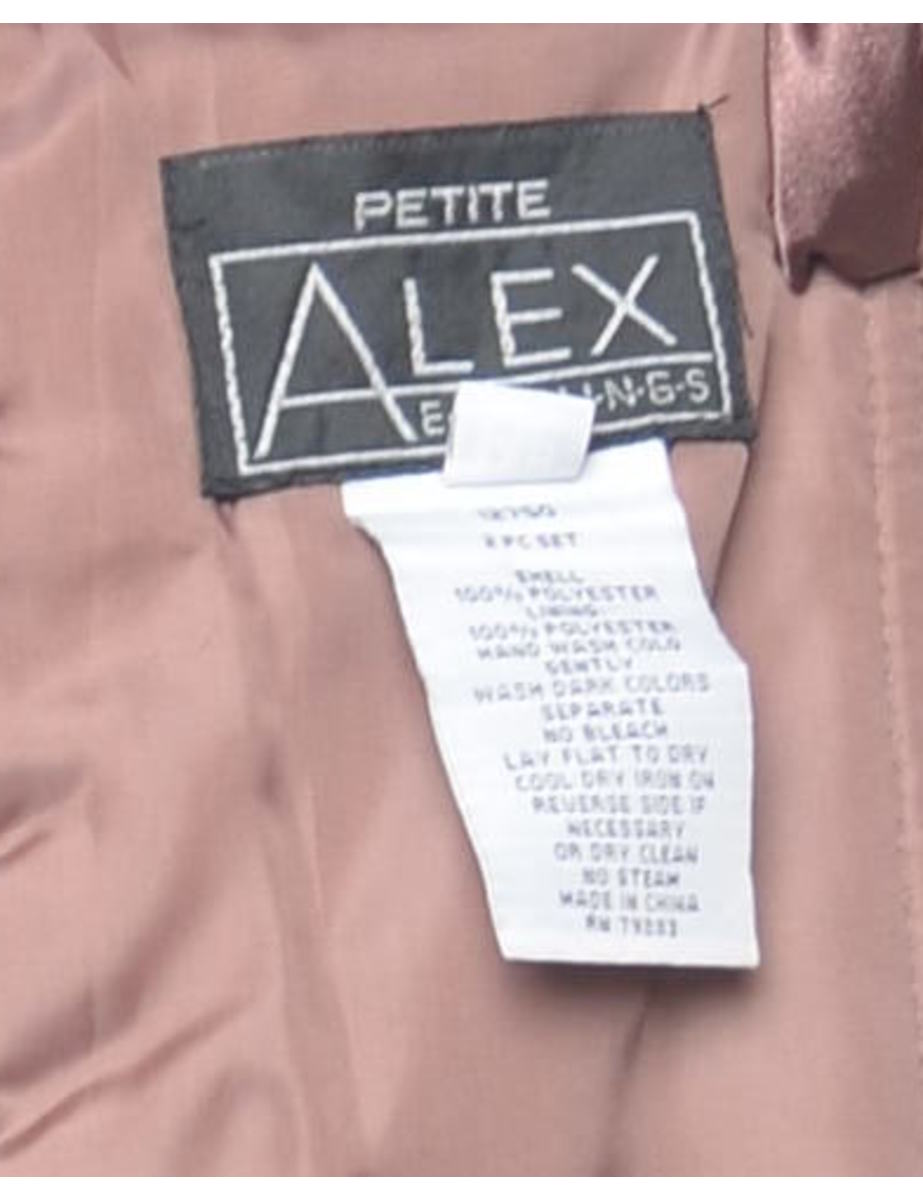 PETITE
ALEX
2 PC SET
SHELL
100% POLYESTER
LINING
100% POLYESTER
HAND WASH COLD
GENTLY
WASH DARK COLORS
SEPARATE
NO BLEACH
LAY FLAT TO DRY
COOL DRY IRON ON
REVERSE SIDE IF
NECESSARY
OR DRY CLEAN
NO STEAM
MADE IN CHINA
RN